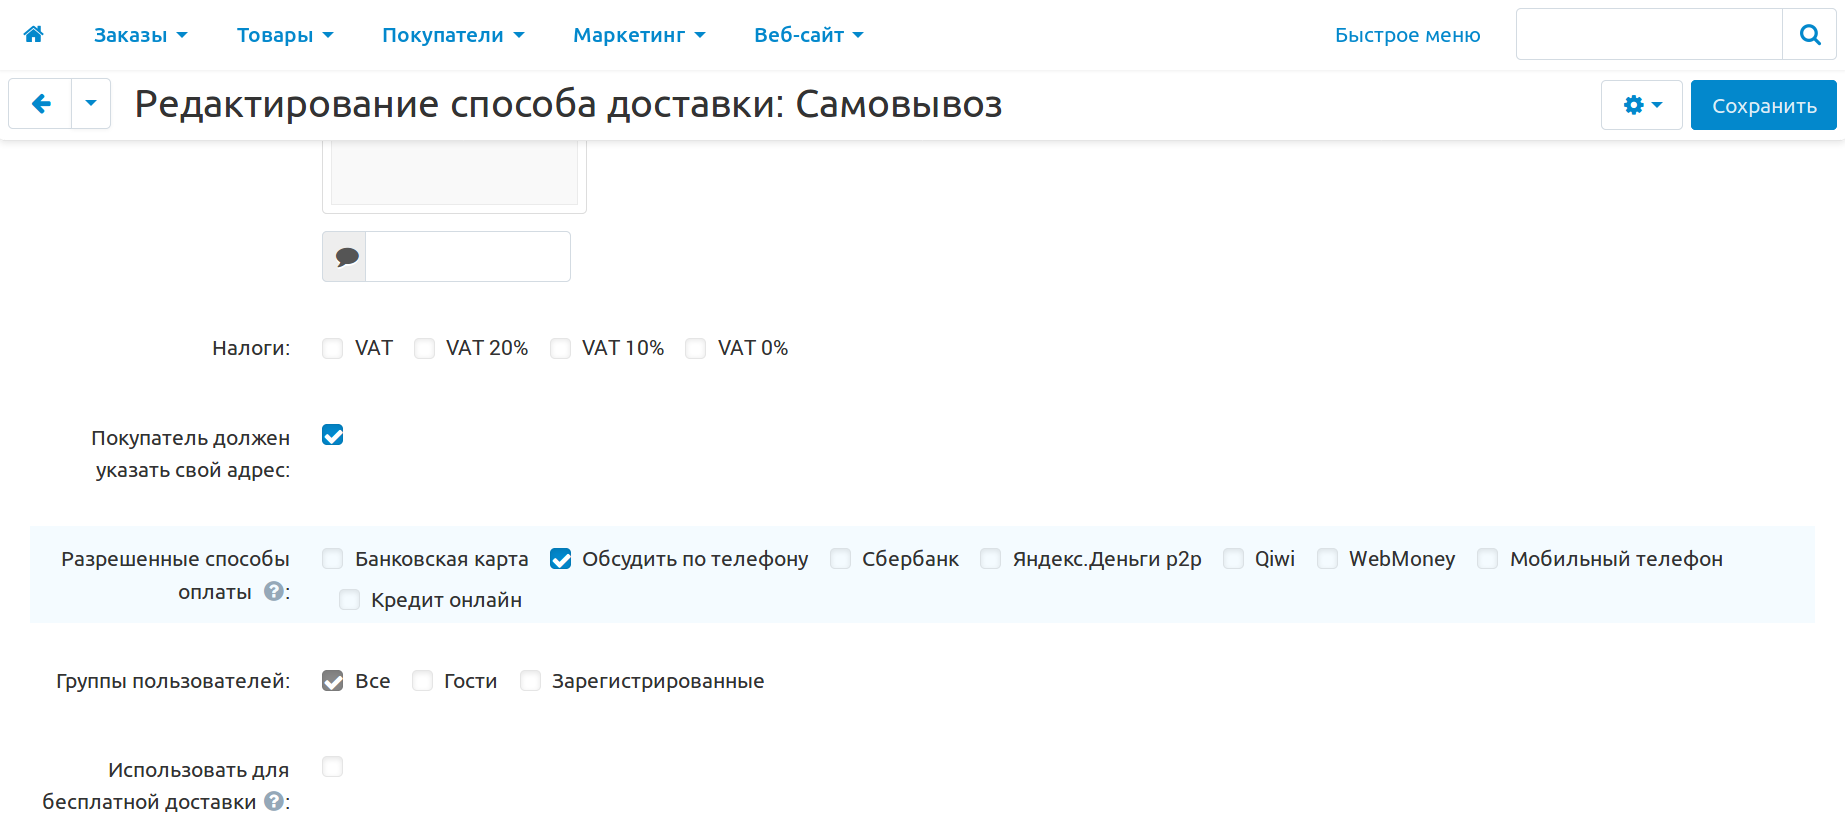 Заказы Товары Покупатели Маркетинг Веб-сайт Быстрое меню
Редактирование способа доставки: Самовывоз Сохранить
Налоги: VAT VAT 20% VAT 10% VAT 0%
Покупатель должен
указать свой адрес:
Разрешенные способы Банковская карта Обсудить по телефону Сбербанк Яндекс.Деньги p2p Qiwi WebMoney Мобильный телефон
оплаты ?: Кредит онлайн
Группы пользователей: Все Гости Зарегистрированные
Использовать для
бесплатной доставки ?: